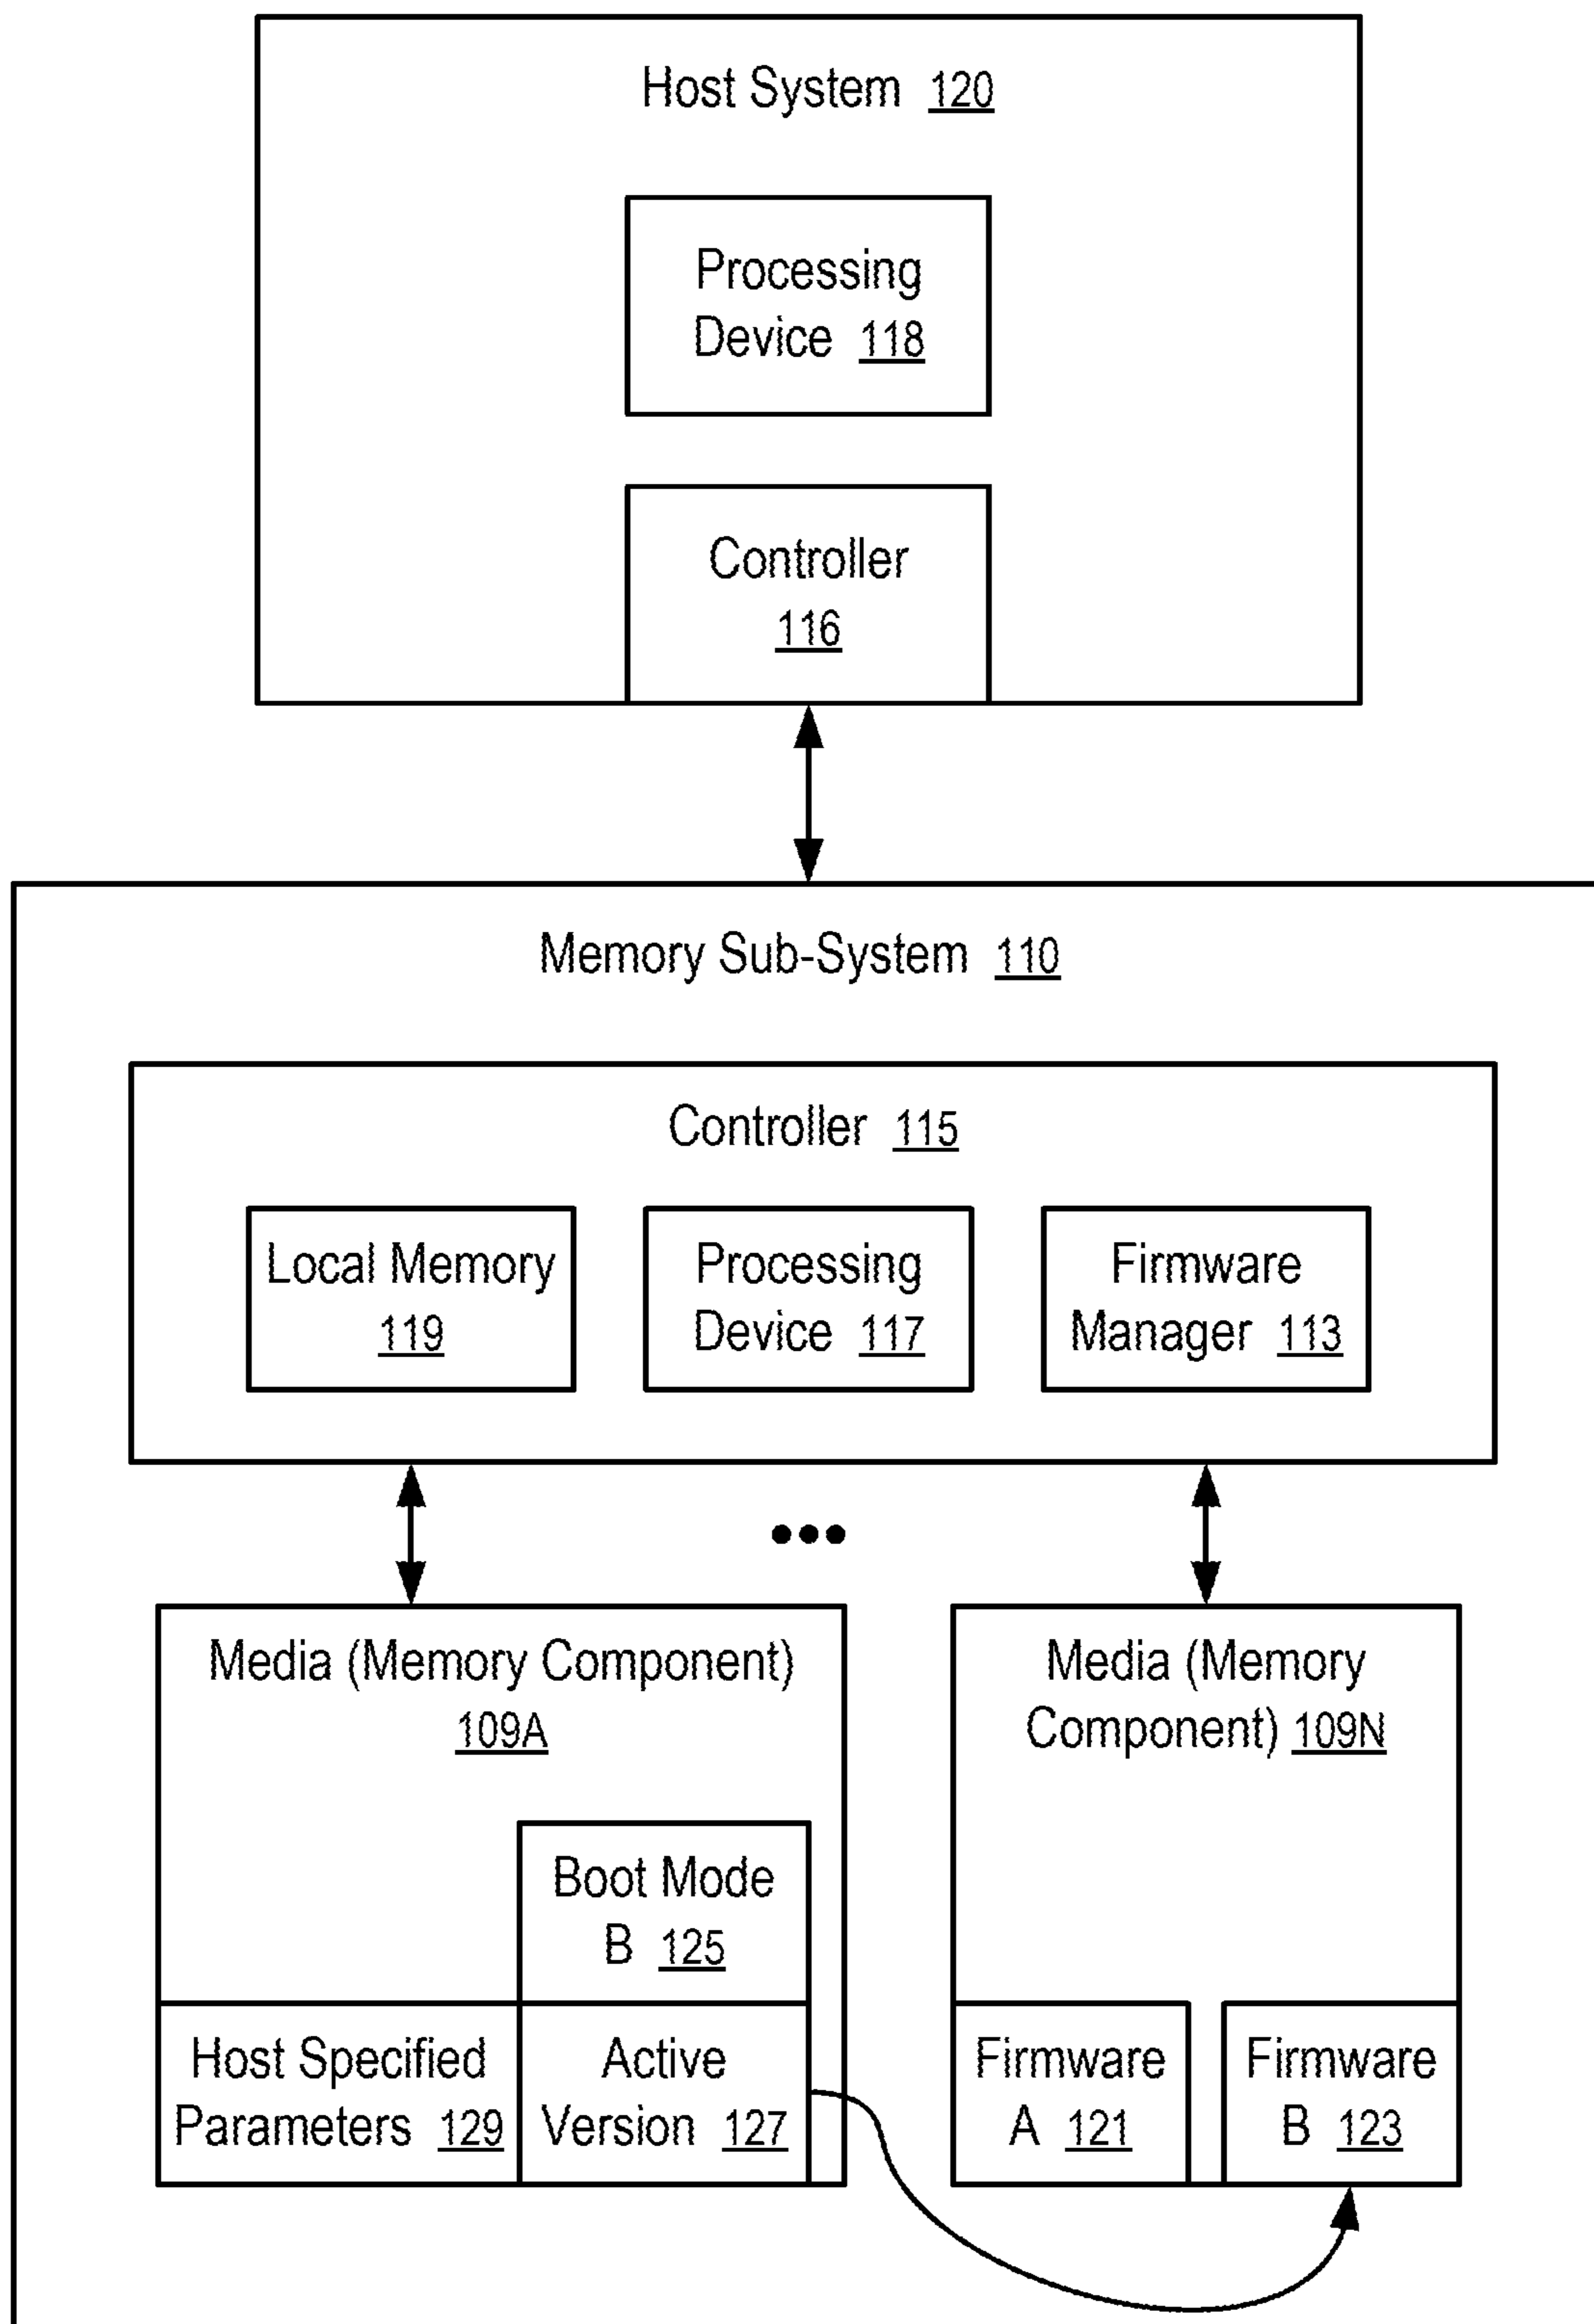 Host System 120
Processing
Device 118
Controller
116
Memory Sub-System 110
Controller 115
Local Memory
119
Processing
Device 117
Firmware
Manager 113
Media (Memory Component)
109A
Boot Mode
B 125
Host Specified
Parameters 129
Active
Version 127
Media (Memory
Component) 109N
Firmware
A 121
Firmware
B 123